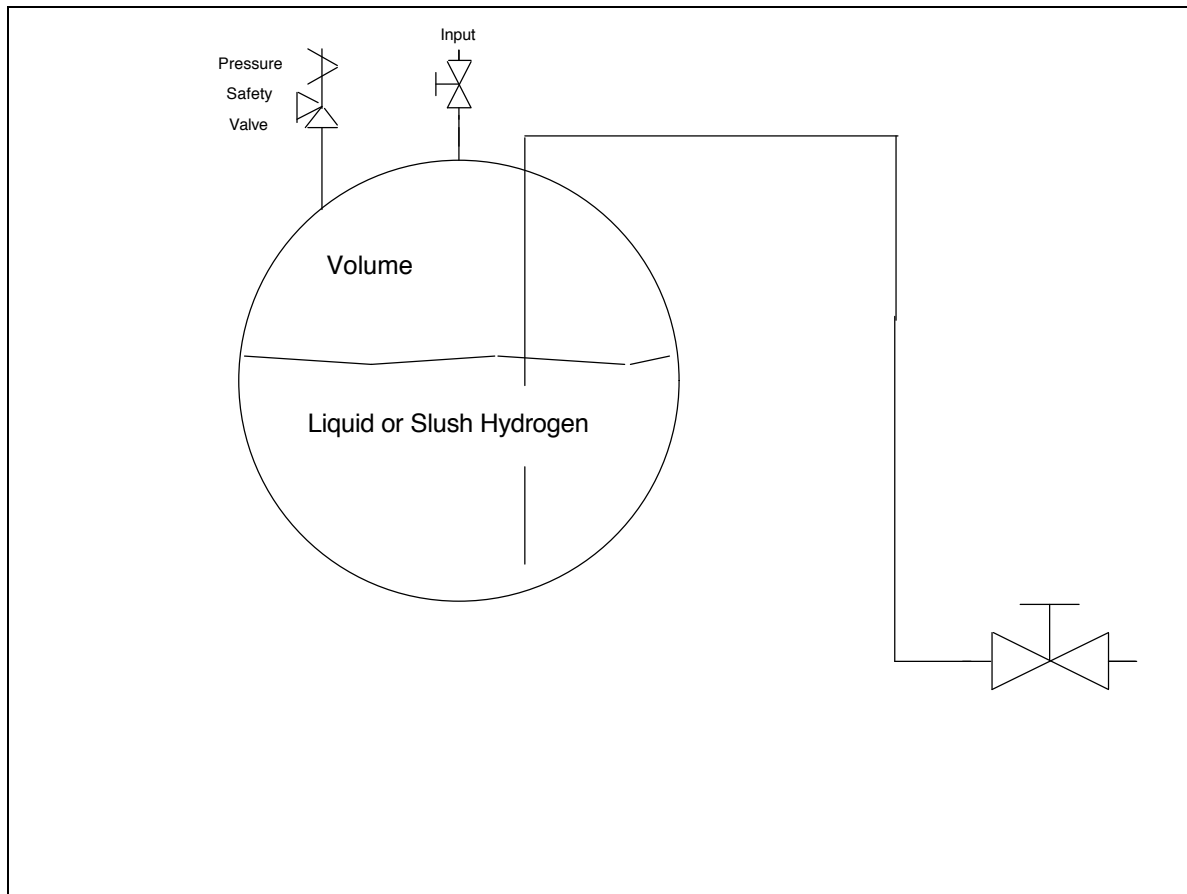 Input
Pressure
Safety
Valve
Volume
Liquid or Slush Hydrogen